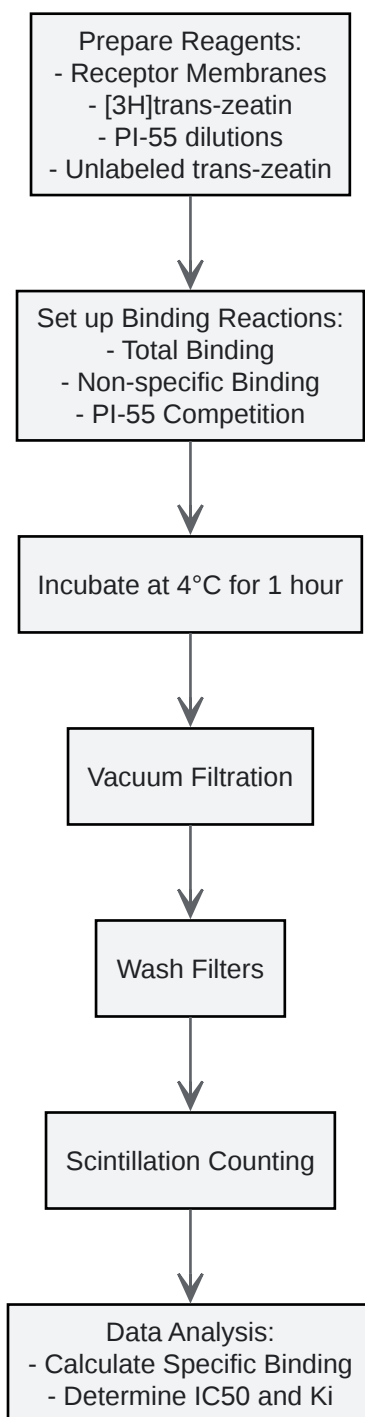 Prepare Reagents:
- Receptor Membranes
- [3H]trans-zeatin
- PI-55 dilutions
- Unlabeled trans-zeatin
Set up Binding Reactions:
- Total Binding
- Non-specific Binding
- PI-55 Competition
Incubate at 4°C for 1 hour
Vacuum Filtration
Wash Filters
Scintillation Counting
Data Analysis:
- Calculate Specific Binding
- Determine IC50 and Ki